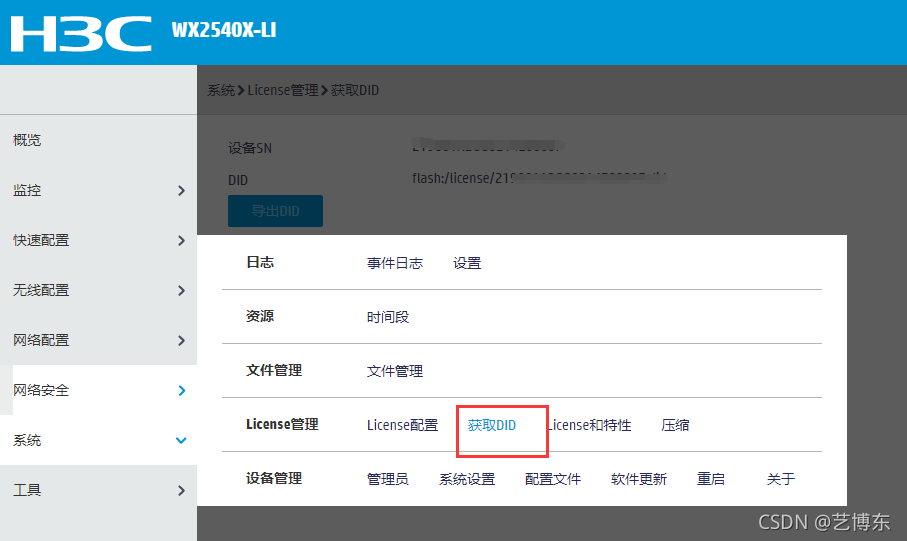 H3C WX2540X-LI
系统 > License管理 > 获取DID
概览
监控
快速配置
无线配置
网络配置
网络安全
系统
工具
设备SN
DID flash:/license/219
导出DID
日志 事件日志 设置
资源 时间段
文件管理 文件管理
License管理 License配置 获取DID License和特性 压缩
设备管理 管理员 系统设置 配置文件 软件更新 重启 关于
CSDN @艺博东